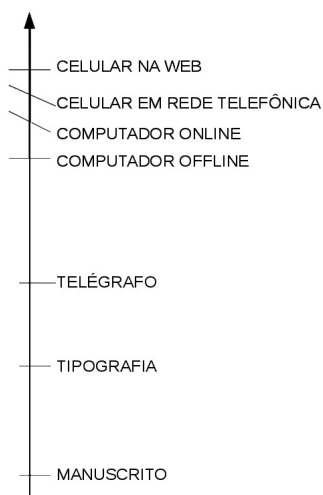 CELULAR NA WEB
CELULAR EM REDE TELEFÔNICA
COMPUTADOR ONLINE
COMPUTADOR OFFLINE
TELÉGRAFO
TIPOGRAFIA
MANUSCRITO